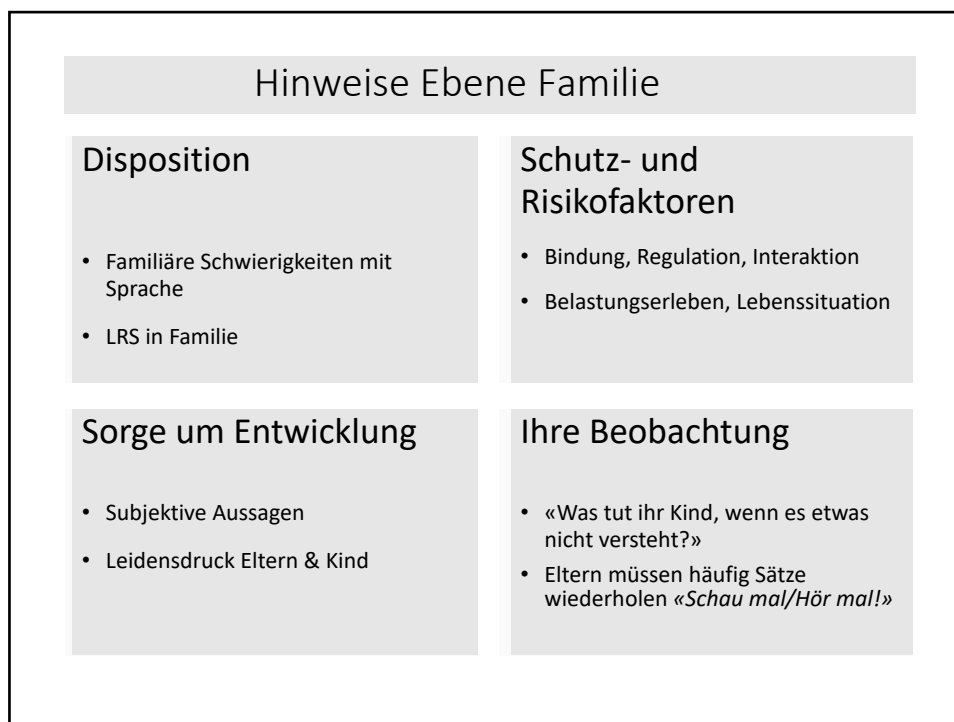 Hinweise Ebene Familie
Disposition
• Familiäre Schwierigkeiten mit
Sprache
• LRS in Familie
Schutz- und
Risikofaktoren
• Bindung, Regulation, Interaktion
• Belastungserleben, Lebenssituation
Sorge um Entwicklung
• Subjektive Aussagen
• Leidensdruck Eltern & Kind
Ihre Beobachtung
• «Was tut ihr Kind, wenn es etwas
nicht versteht?»
• Eltern müssen häufig Sätze
wiederholen «Schau mal/Hör mal!»